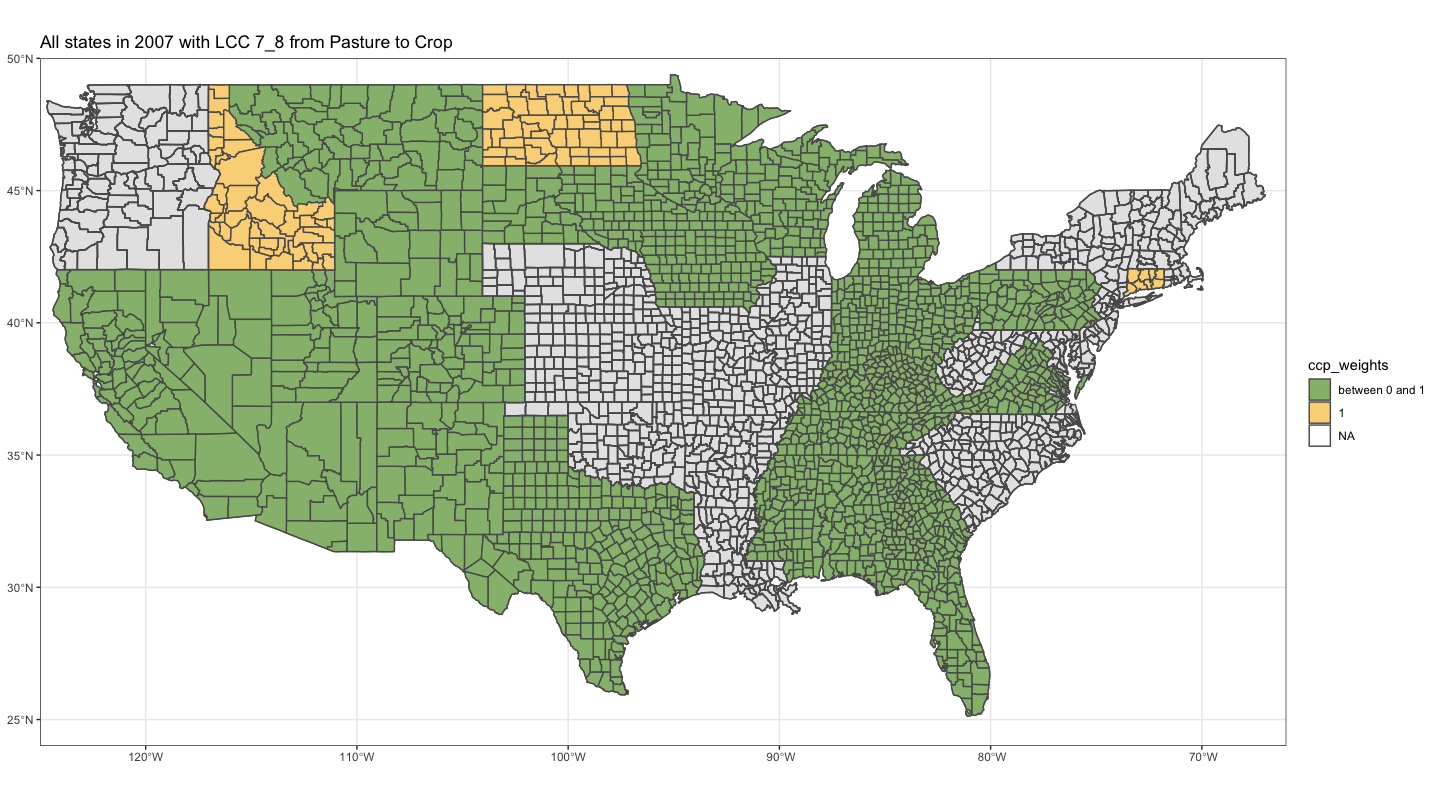 All states in 2007 with LCC 7_8 from Pasture to Crop
50°N
45°N
40°N
35°N
30°N
25°N
120°W
110°W
100°W
90°W
80°W
70°W
ccp_weights
between 0 and 1
1
NA